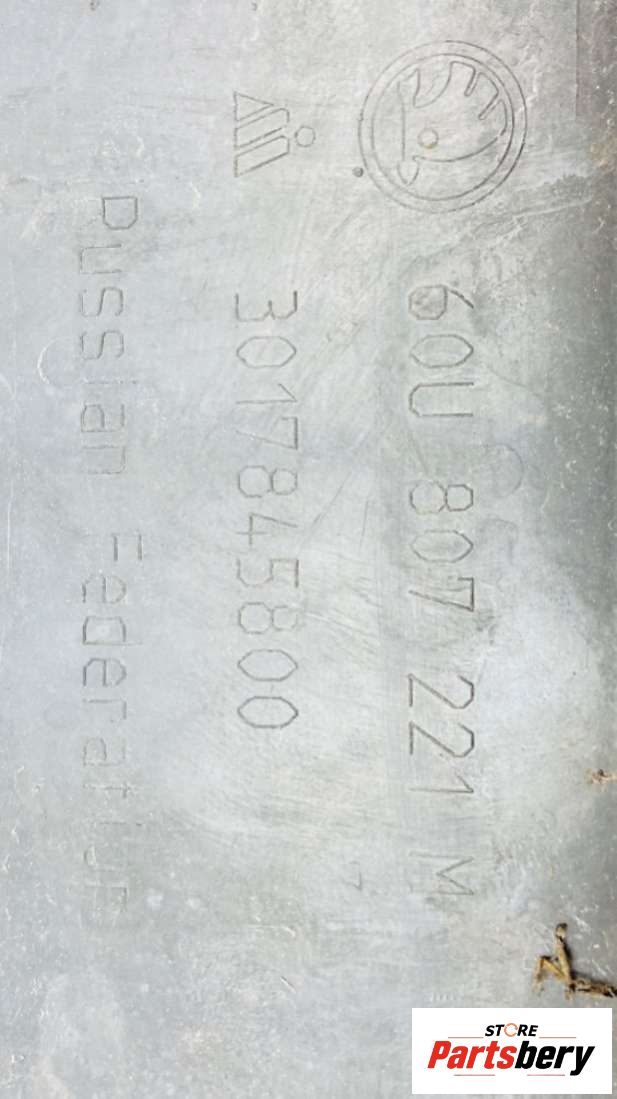 60U 807 221 M
3017845800
Russian Federation
STORE
Partsbery